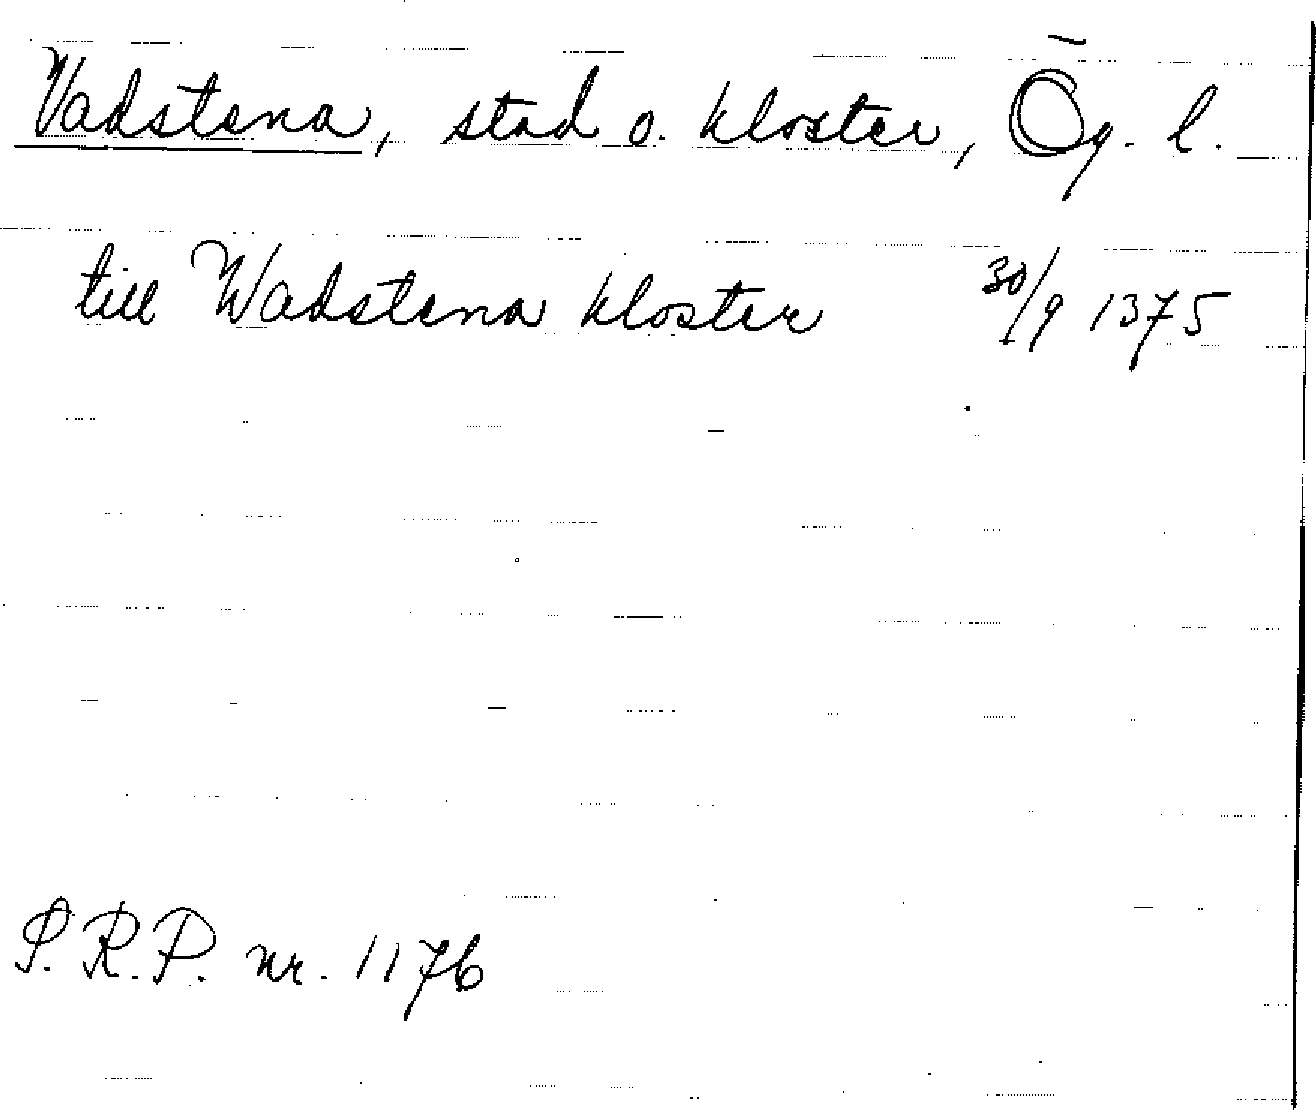 Vadstena, stad o. kloster, Ög. l.
till Wadstena kloster 30/9 1375
S.R.P. nr. 1176